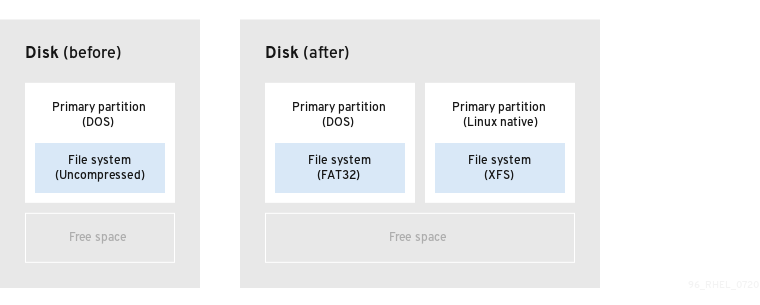 Disk (before)
Primary partition
(DOS)
File system
(Uncompressed)
Free space
Disk (after)
Primary partition
(DOS)
File system
(FAT32)
Primary partition
(Linux native)
File system
(XFS)
Free space
96_RHEL_0720